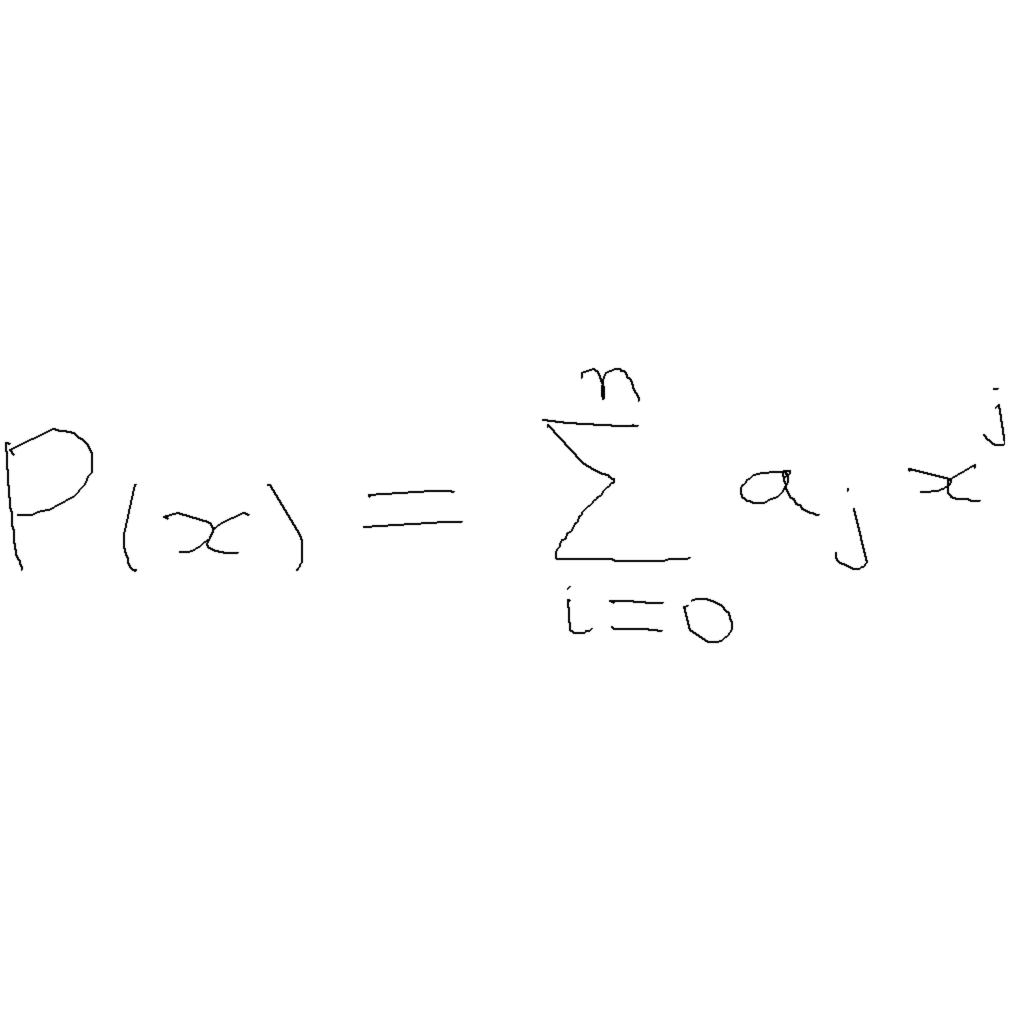 P(x) = \sum_{i=0}^{n} a_j x^j